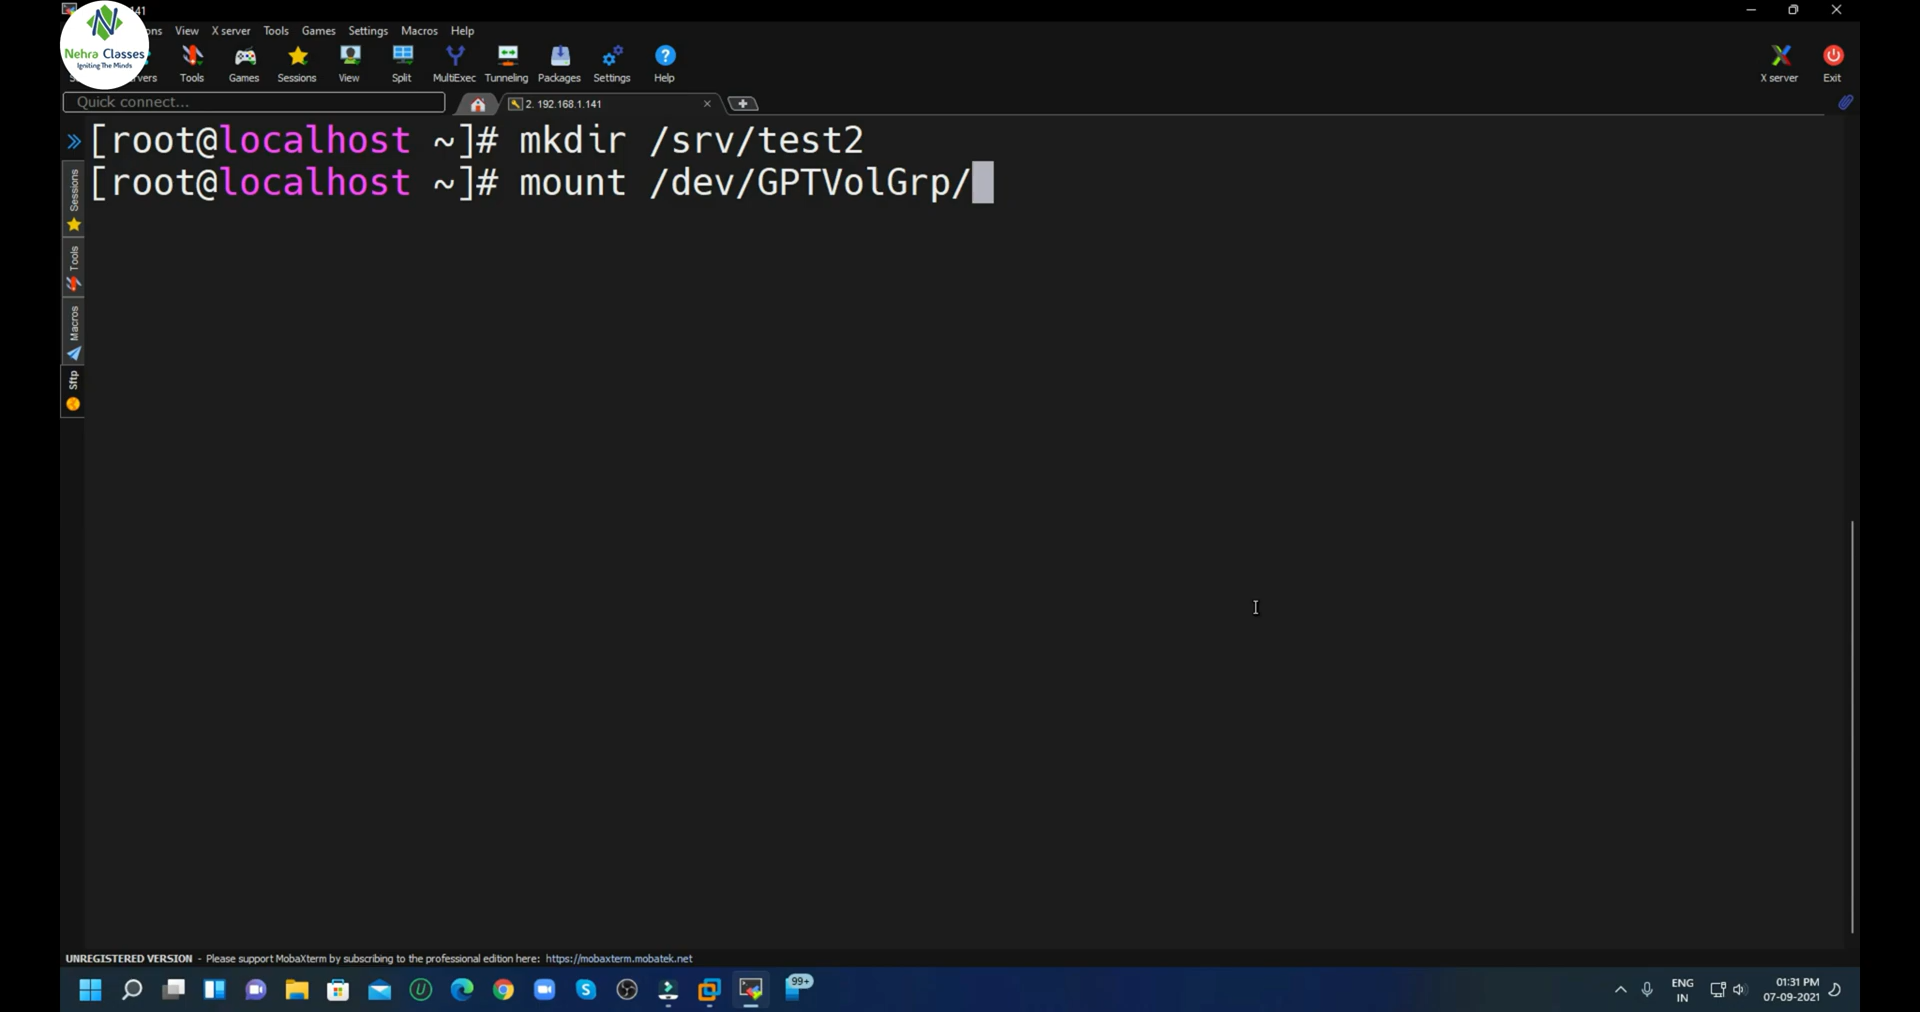 141
Nehra Classes
Igniting The Minds
View X server Tools Games Settings Macros Help
Tools Games Sessions View Split MultiExec Tunneling Packages Settings Help X server Exit
Quick connect... 2. 192.168.1.141
[root@localhost ~]# mkdir /srv/test2
[root@localhost ~]# mount /dev/GPTVolGrp/
Sessions
Tools
Macros
Sftp
UNREGISTERED VERSION - Please support MobaXterm by subscribing to the professional edition here: https://mobaxterm.mobatek.net
99+
ENG
IN
01:31 PM
07-09-2021